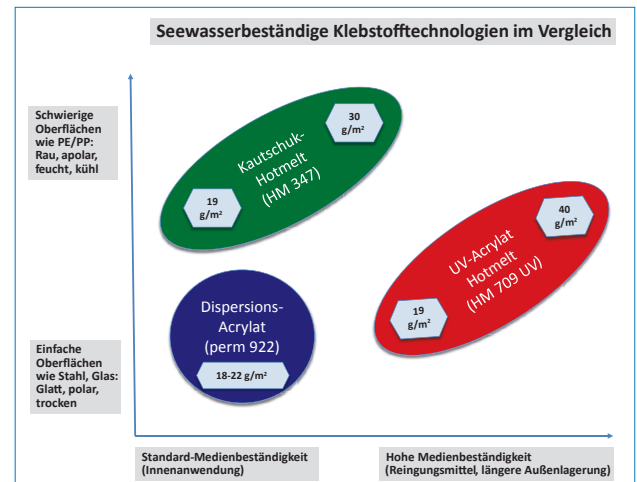 Seewasserbeständige Klebstofftechnologien im Vergleich
Schwierige
Oberflächen
wie PE/PP:
Rau, apolar,
feucht, kühl
30
g/m²
Kautschuk-
Hotmelt
(HM 347)
19
g/m²
40
g/m²
UV-Acrylat
Hotmelt
(HM 709 UV)
19
g/m²
Dispersions-
Acrylat
(perm 922)
18-22 g/m²
Einfache
Oberflächen
wie Stahl, Glas:
Glatt, polar,
trocken
Standard-Medienbeständigkeit
(Innenanwendung)
Hohe Medienbeständigkeit
(Reingungsmittel, längere Außenlagerung)